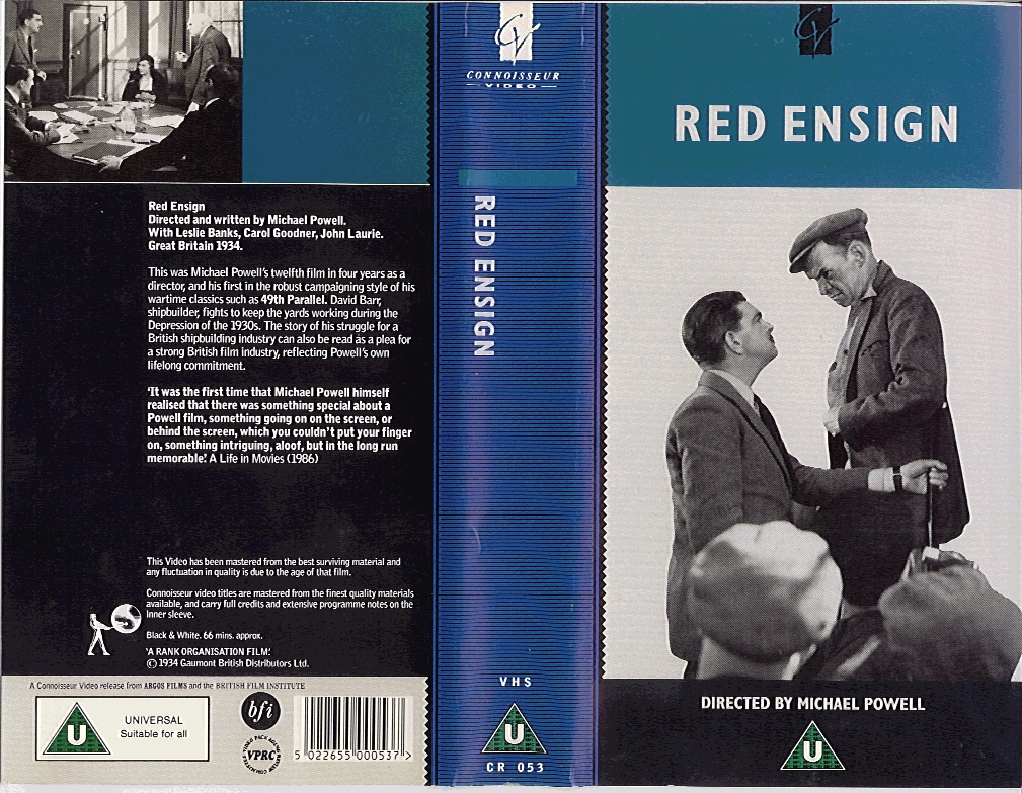 Red Ensign
Directed and written by Michael Powell.
With Leslie Banks, Carol Goodner, John Laurie.
Great Britain 1934.
This was Michael Powell's twelfth film in four years as a
director, and his first in the robust campaigning style of his
wartime classics such as 49th Parallel. David Barr,
shipbuilder, fights to keep the yards working during the
Depression of the 1930s. The story of his struggle for a
British shipbuilding industry can also be read as a plea for
a strong British film industry, reflecting Powell's own
lifelong commitment.
'It was the first time that Michael Powell himself
realised that there was something special about a
Powell film, something going on on the screen, or
behind the screen, which you couldn't put your finger
on, something intriguing, aloof, but in the long run
memorable.' A Life in Movies (1986)
This Video has been mastered from the best surviving material and
any fluctuation in quality is due to the age of that film.
Connoisseur video titles are mastered from the finest quality materials
available, and carry full credits and extensive programme notes on the
inner sleeve.
Black & White. 66 mins. approx.
'A RANK ORGANISATION FILM.'
© 1934 Gaumont British Distributors Ltd.
A Connoisseur Video release from ARGOS FILMS and the BRITISH FILM INSTITUTE
U
UNIVERSAL
Suitable for all
bfi
VIDEO PACKAGING
VPRC
5 022655 000537 >
CV
CONNOISSEUR
VIDEO
RED ENSIGN
VHS
U
CR 053
CV
RED ENSIGN
DIRECTED BY MICHAEL POWELL
U